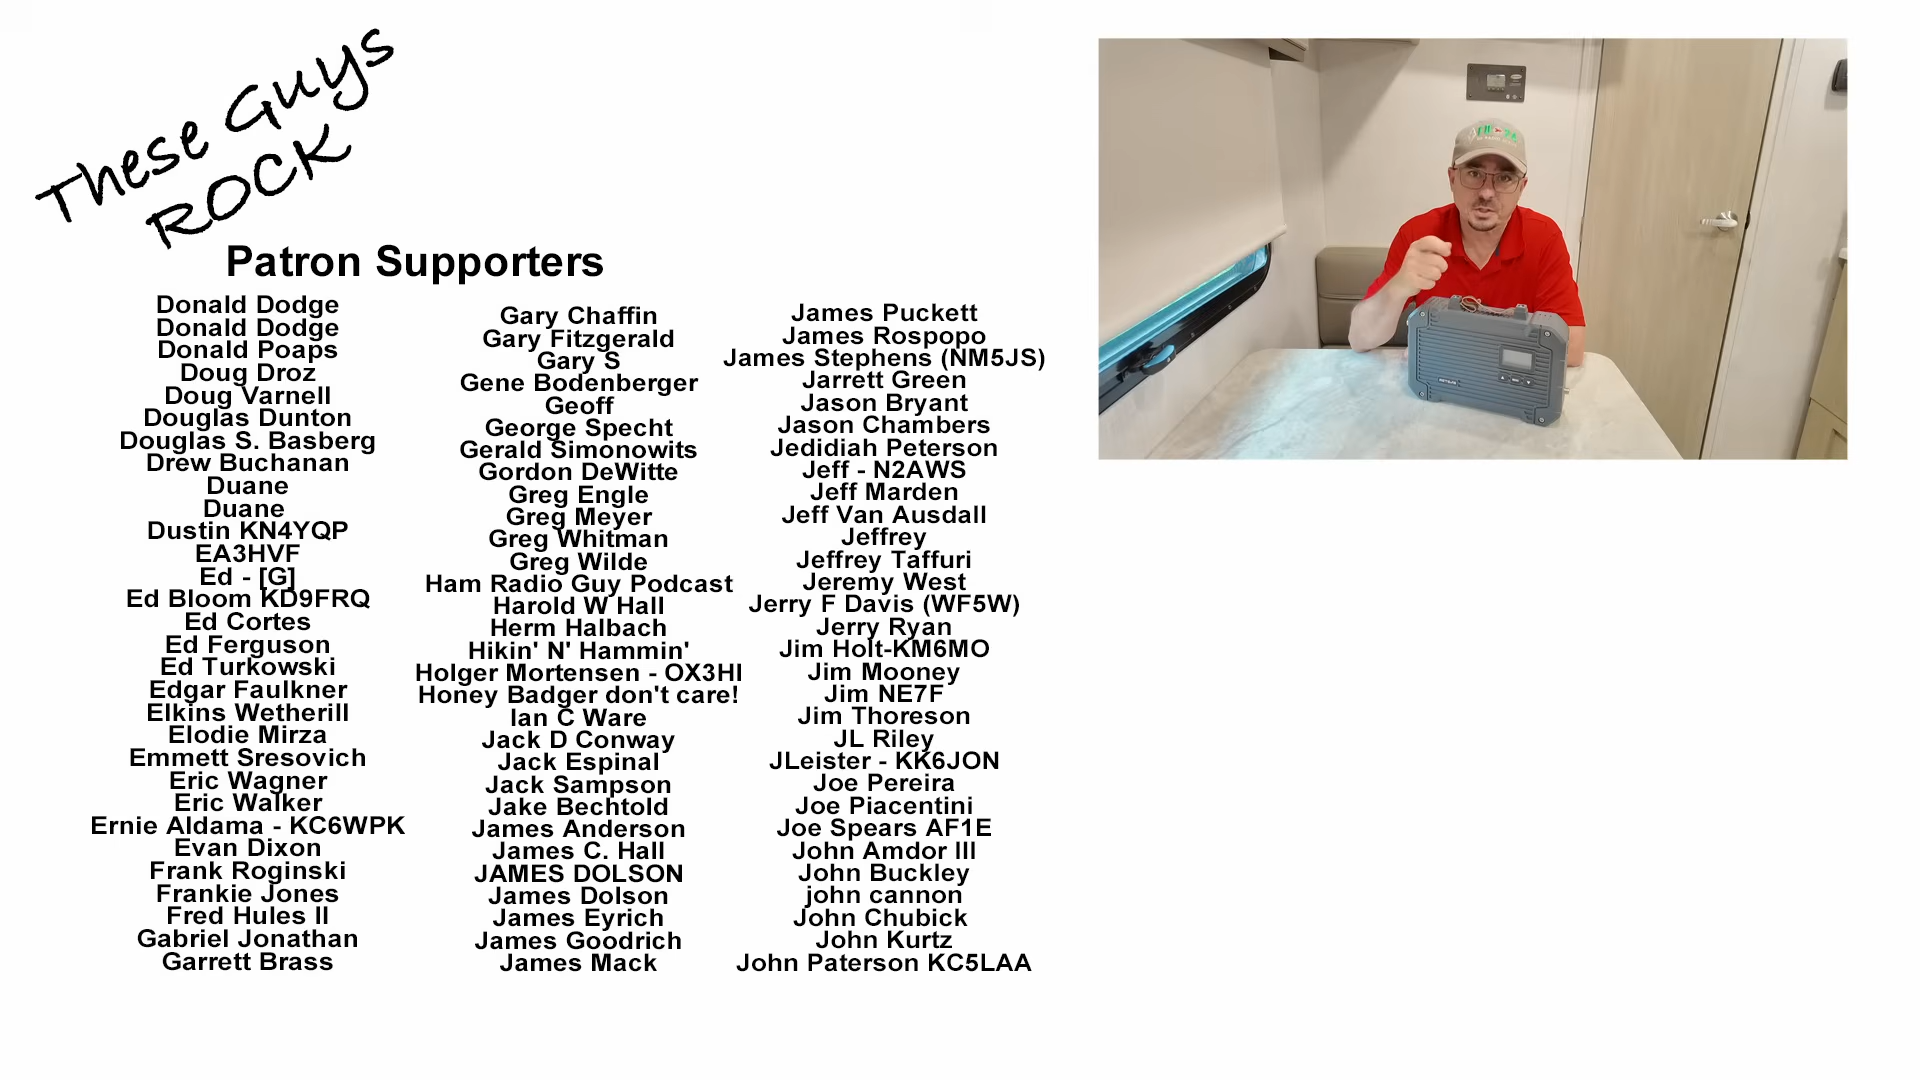 These Guys
ROCK
Patron Supporters
Donald Dodge
Donald Dodge
Donald Poaps
Doug Droz
Doug Varnell
Douglas Dunton
Douglas S. Basberg
Drew Buchanan
Duane
Duane
Dustin KN4YQP
EA3HVF
Ed - [G]
Ed Bloom KD9FRQ
Ed Cortes
Ed Ferguson
Ed Turkowski
Edgar Faulkner
Elkins Wetherill
Elodie Mirza
Emmett Sresovich
Eric Wagner
Eric Walker
Ernie Aldama - KC6WPK
Evan Dixon
Frank Roginski
Frankie Jones
Fred Hules II
Gabriel Jonathan
Garrett Brass
Gary Chaffin
Gary Fitzgerald
Gary S
Gene Bodenberger
Geoff
George Specht
Gerald Simonowits
Gordon DeWitte
Greg Engle
Greg Meyer
Greg Whitman
Greg Wilde
Ham Radio Guy Podcast
Harold W Hall
Herm Halbach
Hikin' N' Hammin'
Holger Mortensen - OX3HI
Honey Badger don't care!
Ian C Ware
Jack D Conway
Jack Espinal
Jack Sampson
Jake Bechtold
James Anderson
James C. Hall
JAMES DOLSON
James Dolson
James Eyrich
James Goodrich
James Mack
James Puckett
James Rospopo
James Stephens (NM5JS)
Jarrett Green
Jason Bryant
Jason Chambers
Jedidiah Peterson
Jeff - N2AWS
Jeff Marden
Jeff Van Ausdall
Jeffrey
Jeffrey Taffuri
Jeremy West
Jerry F Davis (WF5W)
Jerry Ryan
Jim Holt-KM6MO
Jim Mooney
Jim NE7F
Jim Thoreson
JL Riley
JLeister - KK6JON
Joe Pereira
Joe Piacentini
Joe Spears AF1E
John Amdor III
John Buckley
john cannon
John Chubick
John Kurtz
John Paterson KC5LAA